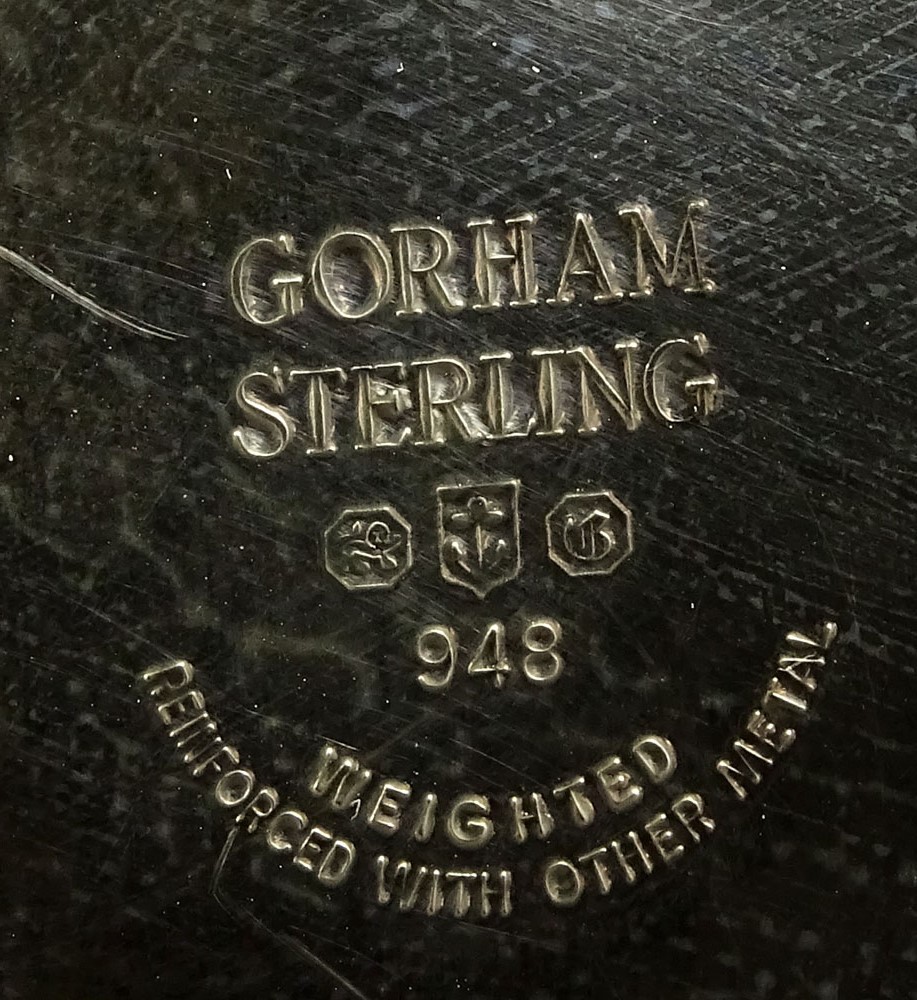 GORHAM
STERLING
G
948
WEIGHTED
REINFORCED WITH OTHER METAL